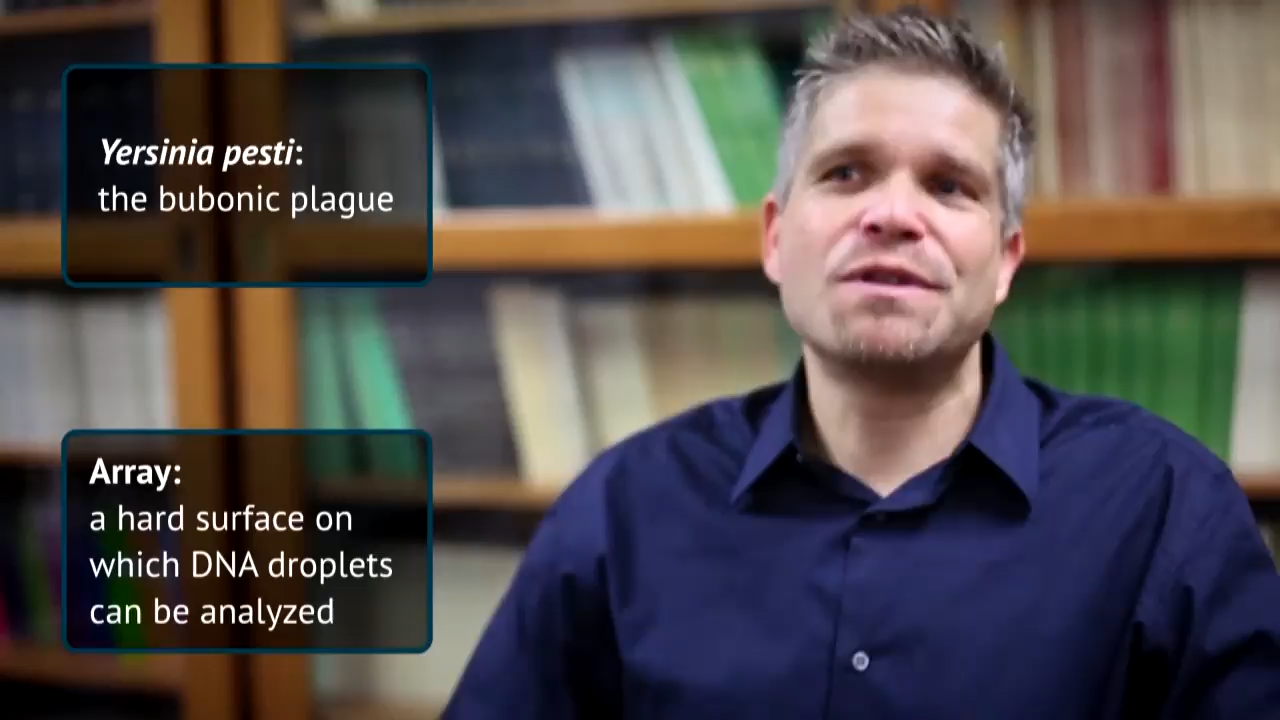 Yersinia pesti:
the bubonic plague
Array:
a hard surface on
which DNA droplets
can be analyzed